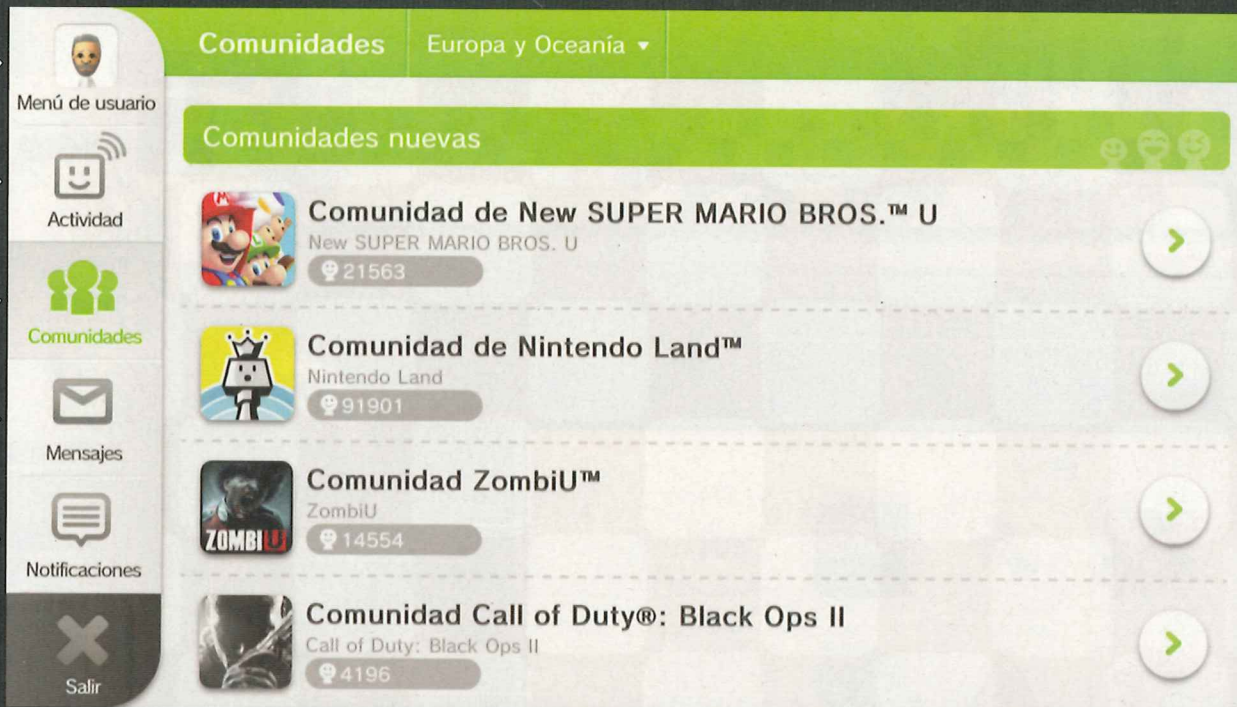 Menú de usuario
Actividad
Comunidades
Mensajes
Notificaciones
Salir
Comunidades
Europa y Oceanía
Comunidades nuevas
Comunidad de New SUPER MARIO BROS.™ U
New SUPER MARIO BROS. U
21563
Comunidad de Nintendo Land™
Nintendo Land
91901
ZOMBIU
Comunidad ZombiU™
ZombiU
14554
Comunidad Call of Duty®: Black Ops II
Call of Duty: Black Ops II
4196